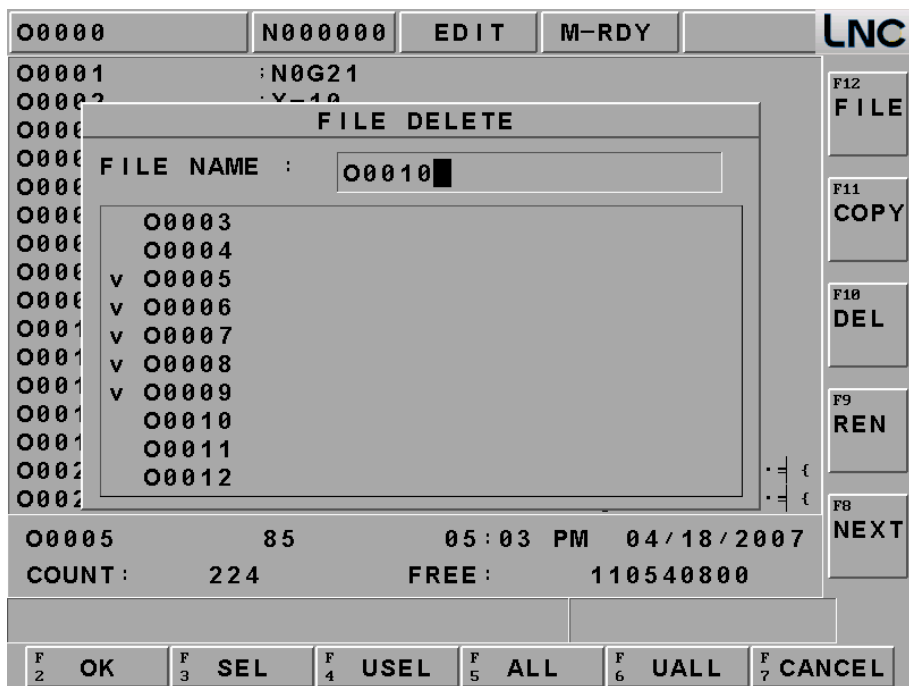 O0000 N000000 EDIT M-RDY LNC
O0001 ;N0G21
O0002
FILE DELETE
FILE NAME : O0010
O0003
O0004
v O0005
v O0006
v O0007
v O0008
v O0009
O0010
O0011
O0012
O0005 85 05:03 PM 04/18/2007
COUNT: 224 FREE: 110540800
F12 FILE
F11 COPY
F10 DEL
F9 REN
F8 NEXT
F2 OK F3 SEL F4 USEL F5 ALL F6 UALL F7 CANCEL